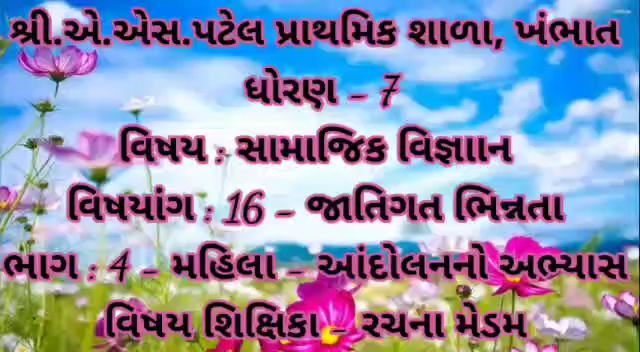 શ્રી.એ.એસ.પટેલ પ્રાથમિક શાળા, ખંભાત
ધોરણ - 7
વિષય : સામાજિક વિજ્ઞાાન
વિષયાંગ : 16 - જાતિગત ભિન્નતા
ભાગ : 4 - મહિલા - આંદોલનનો અભ્યાસ
વિષય શિક્ષિકા - રચના મેડમ